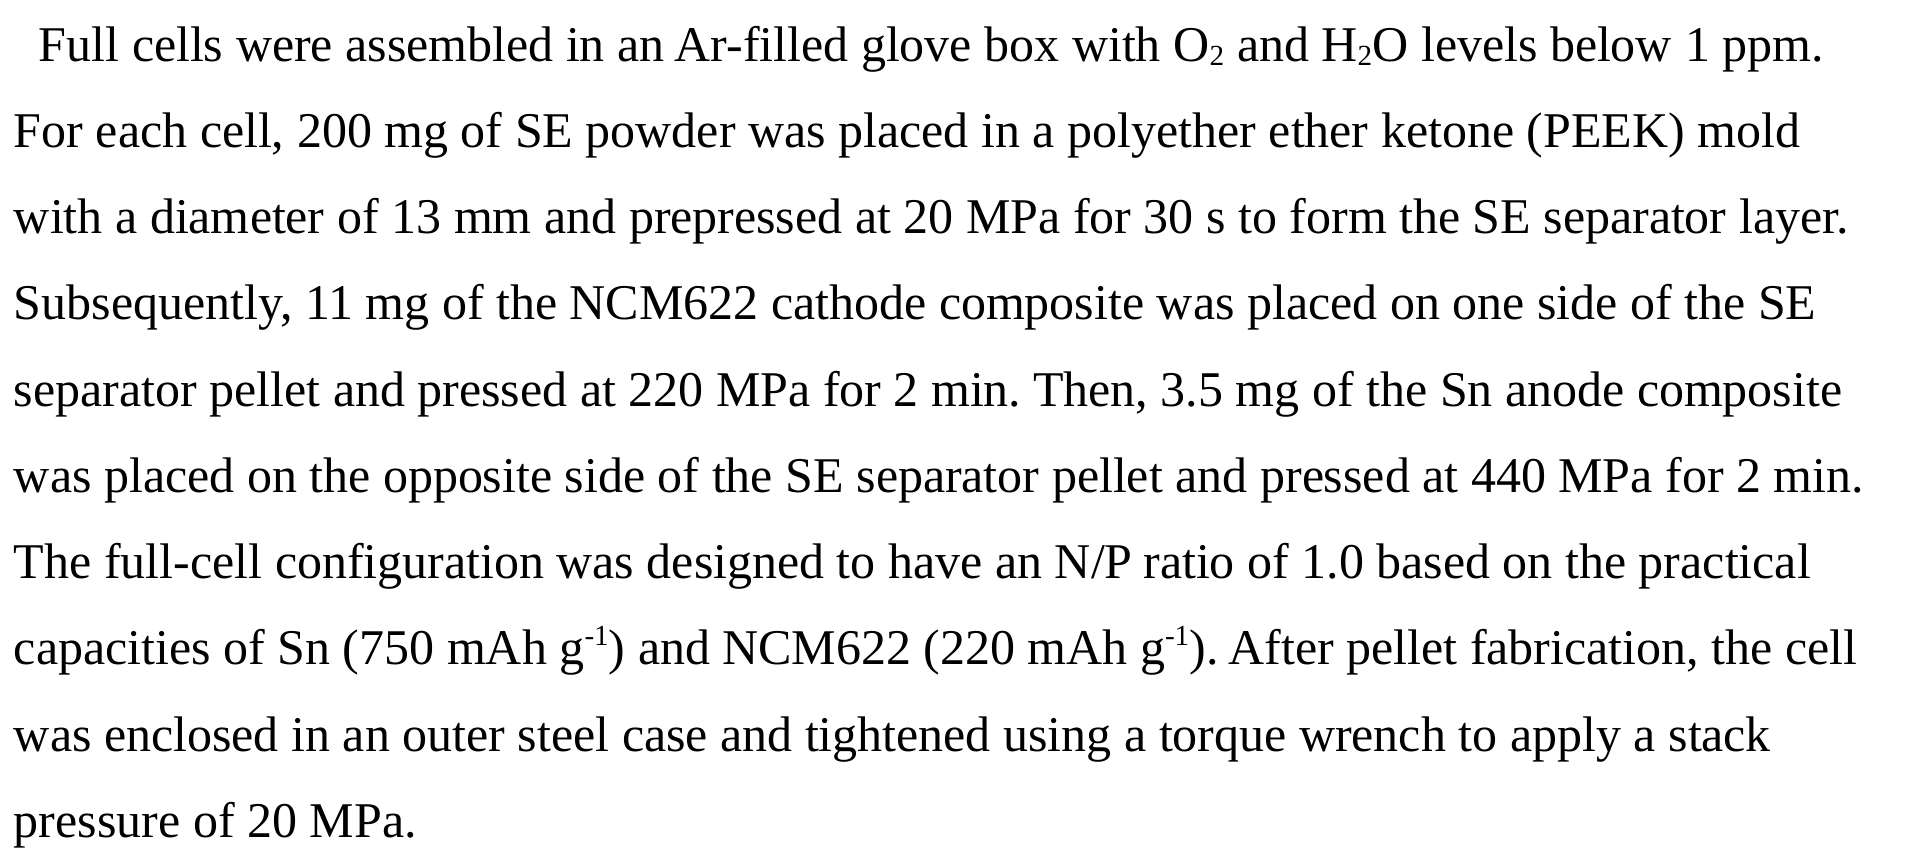 Full cells were assembled in an Ar-filled glove box with O₂ and H₂O levels below 1 ppm.
For each cell, 200 mg of SE powder was placed in a polyether ether ketone (PEEK) mold
with a diameter of 13 mm and prepressed at 20 MPa for 30 s to form the SE separator layer.
Subsequently, 11 mg of the NCM622 cathode composite was placed on one side of the SE
separator pellet and pressed at 220 MPa for 2 min. Then, 3.5 mg of the Sn anode composite
was placed on the opposite side of the SE separator pellet and pressed at 440 MPa for 2 min.
The full-cell configuration was designed to have an N/P ratio of 1.0 based on the practical
capacities of Sn (750 mAh g⁻¹) and NCM622 (220 mAh g⁻¹). After pellet fabrication, the cell
was enclosed in an outer steel case and tightened using a torque wrench to apply a stack
pressure of 20 MPa.